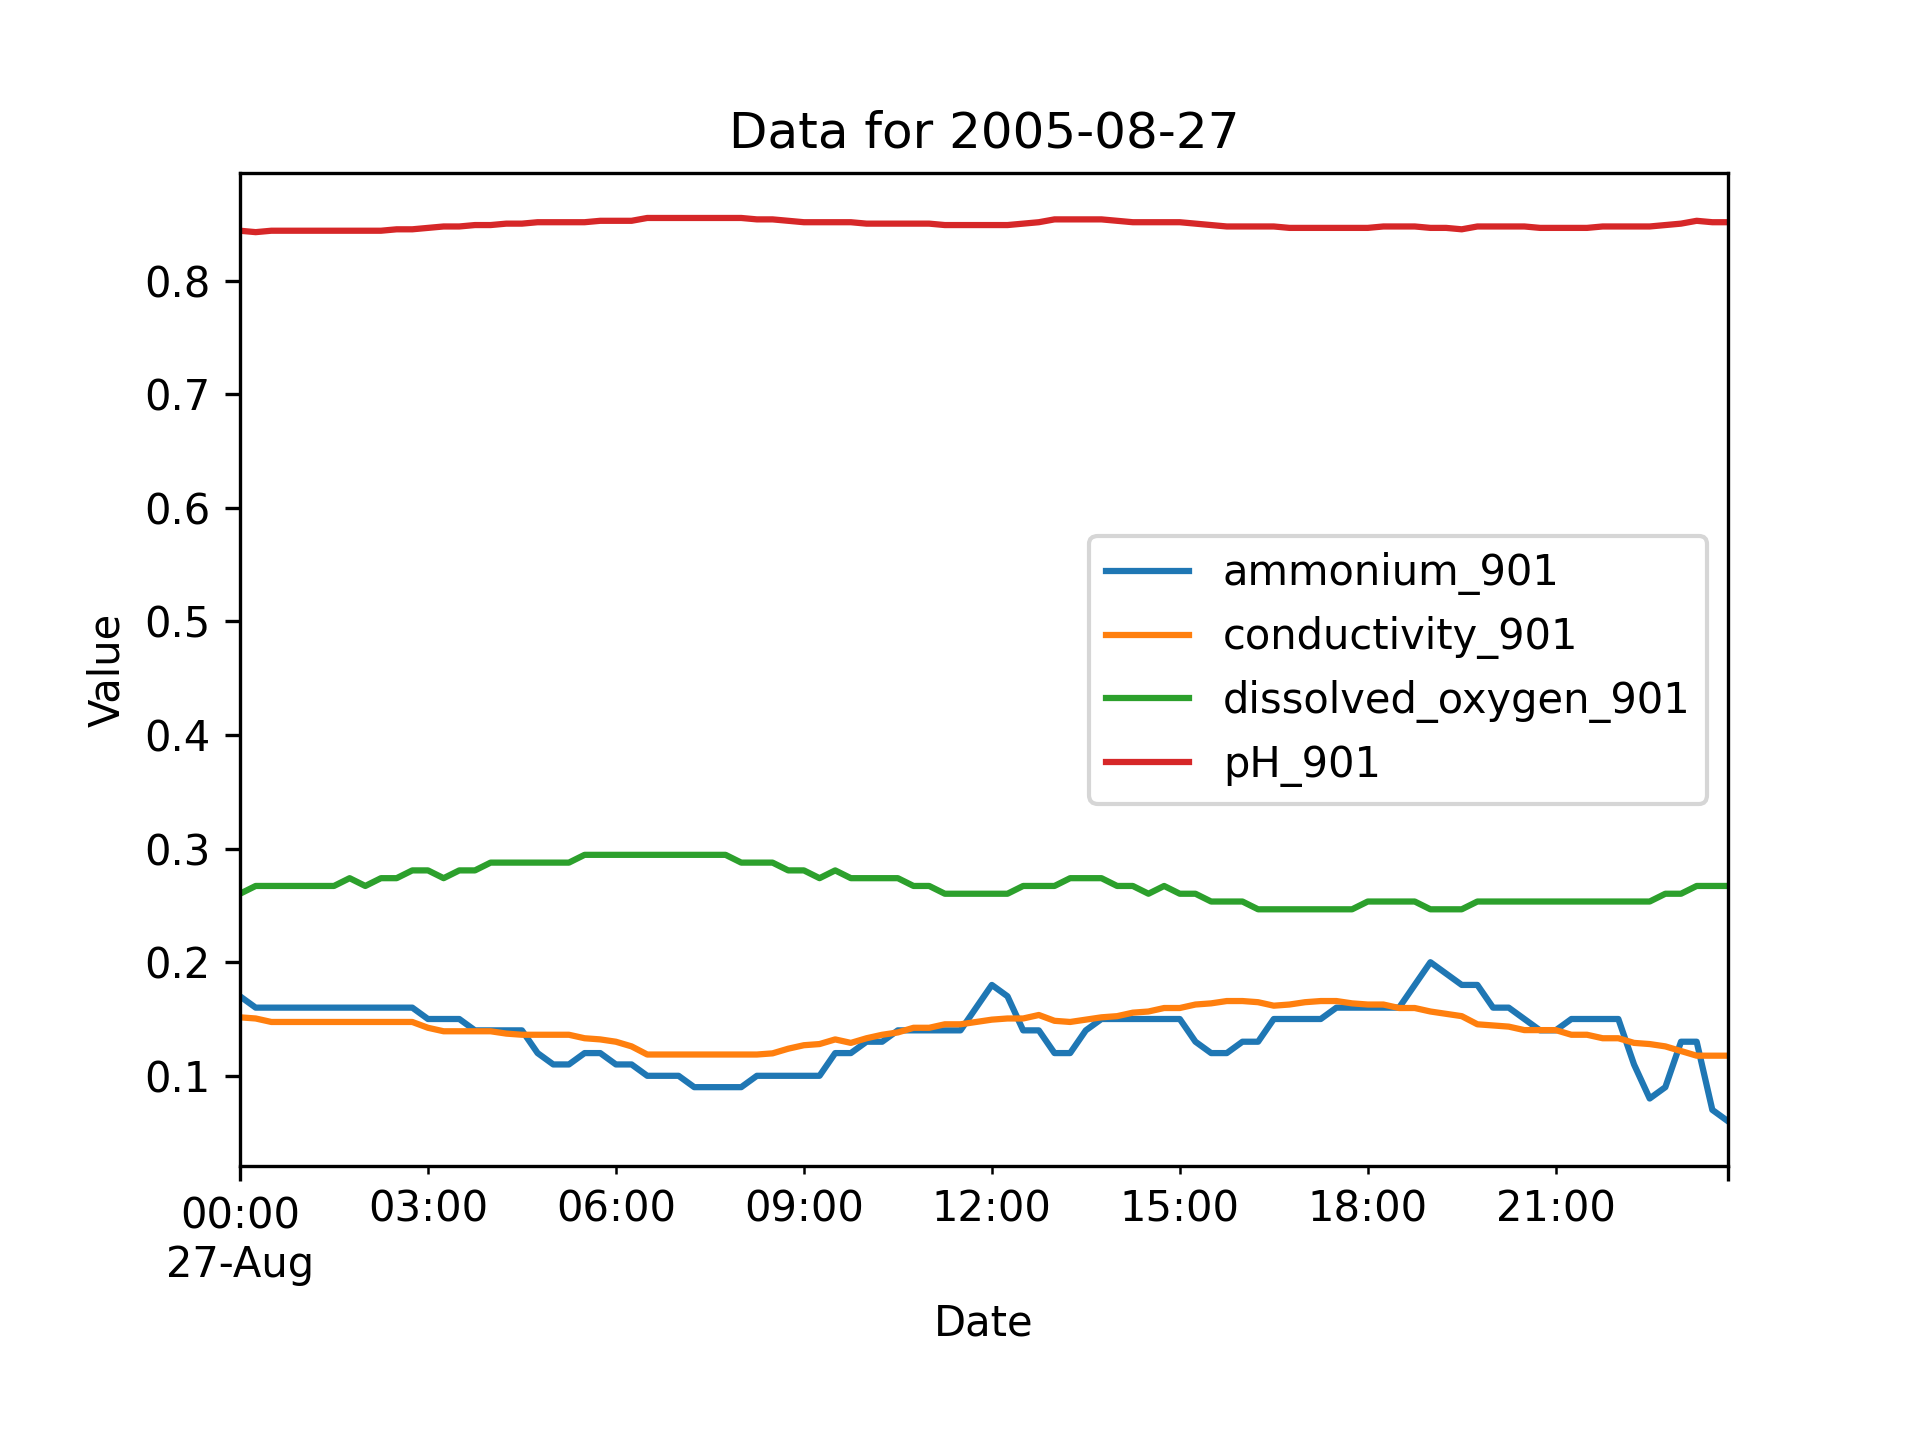 Data for 2005-08-27
Value
0.8
0.7
0.6
0.5
0.4
0.3
0.2
0.1
ammonium_901
conductivity_901
dissolved_oxygen_901
pH_901
00:00 03:00 06:00 09:00 12:00 15:00 18:00 21:00
27-Aug
Date